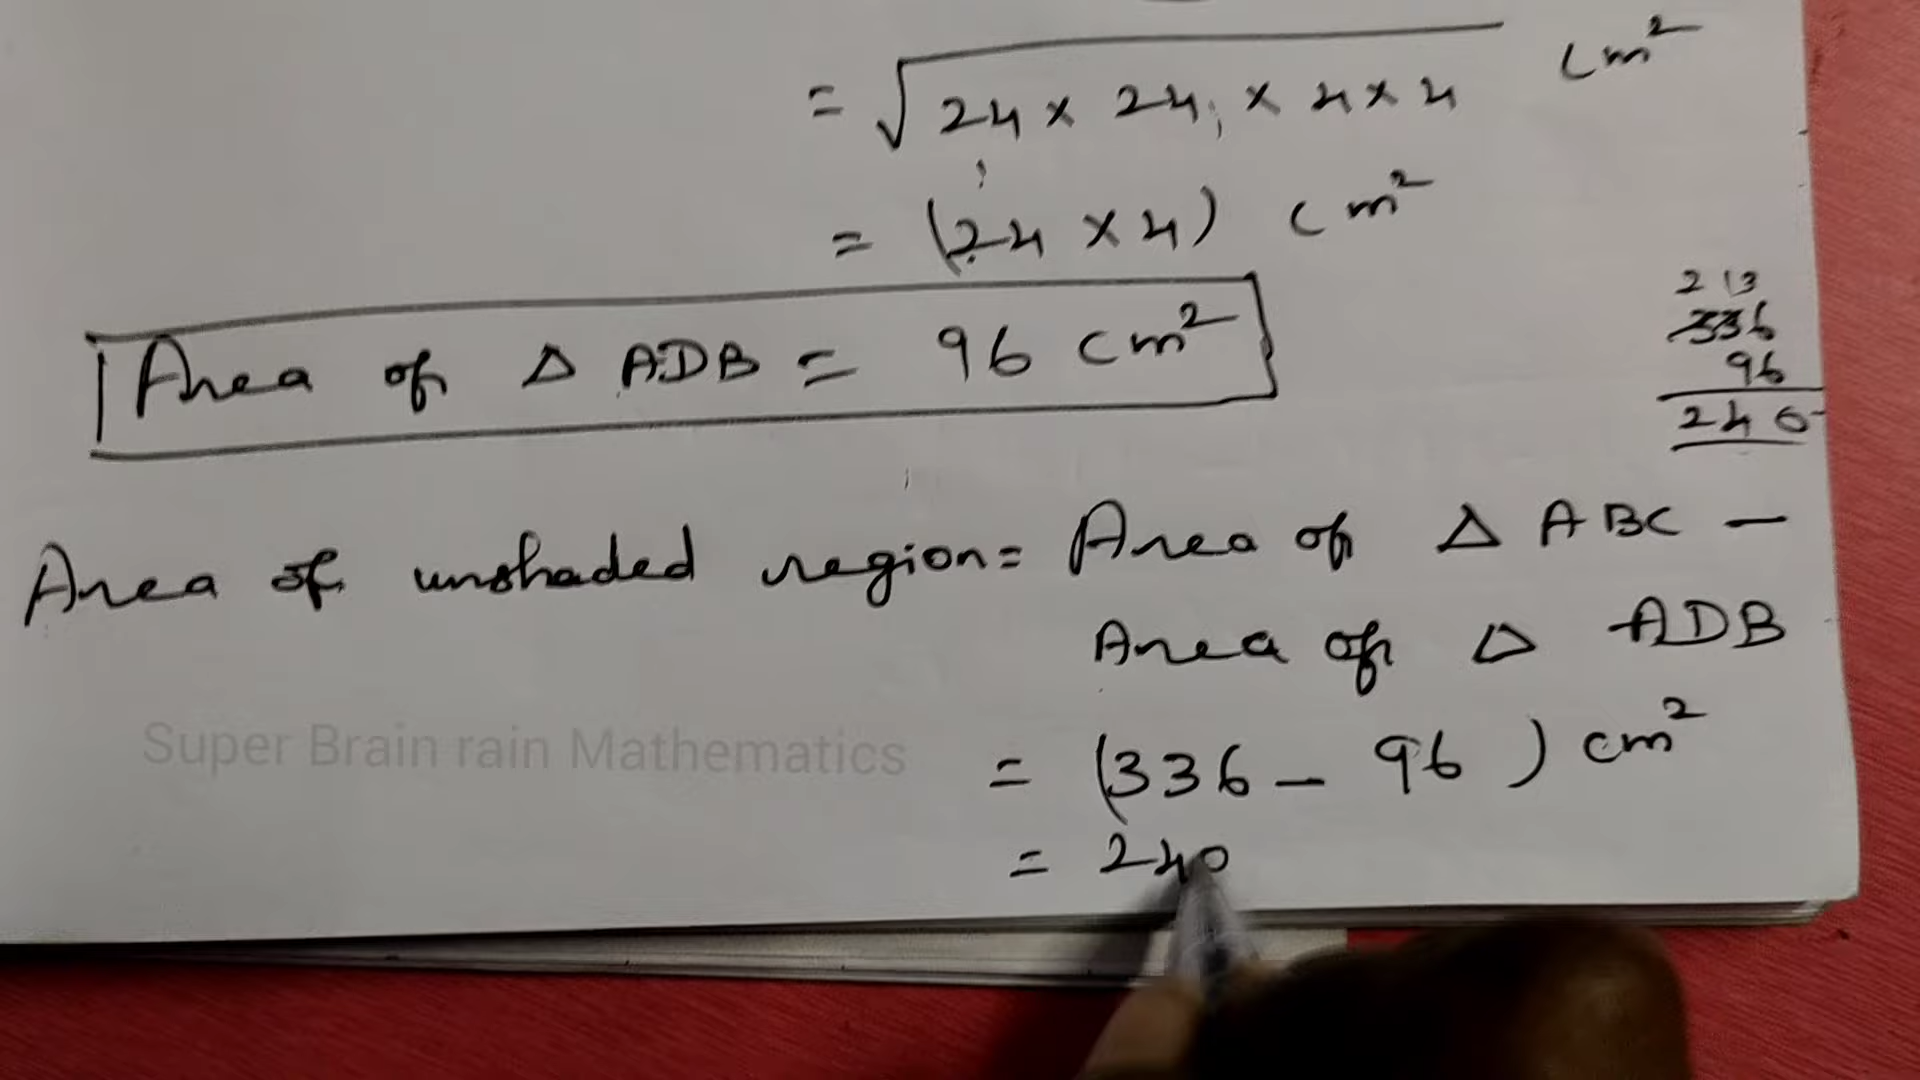 = √24 × 24 × 4 × 4 cm²
= (24 × 4) cm²
Area of Δ ADB = 96 cm²
2 13
336
96
240
Area of unshaded region = Area of Δ ABC –
Area of Δ ADB
Super Brain rain Mathematics
= (336 – 96) cm²
= 240